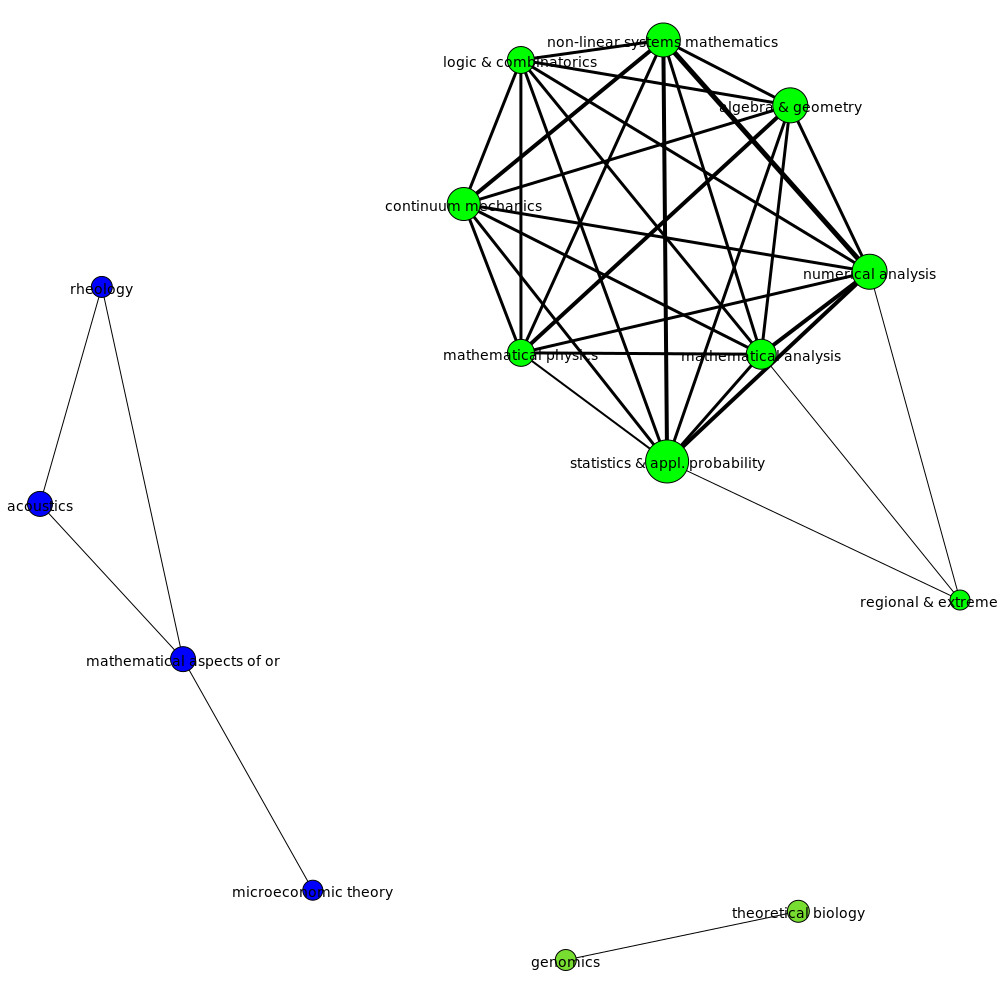 non-linear systems mathematics
logic & combinatorics
algebra & geometry
continuum mechanics
numerical analysis
rheology
mathematical physics
mathematical analysis
statistics & appl. probability
acoustics
regional & extreme
mathematical aspects of or
microeconomic theory
theoretical biology
genomics